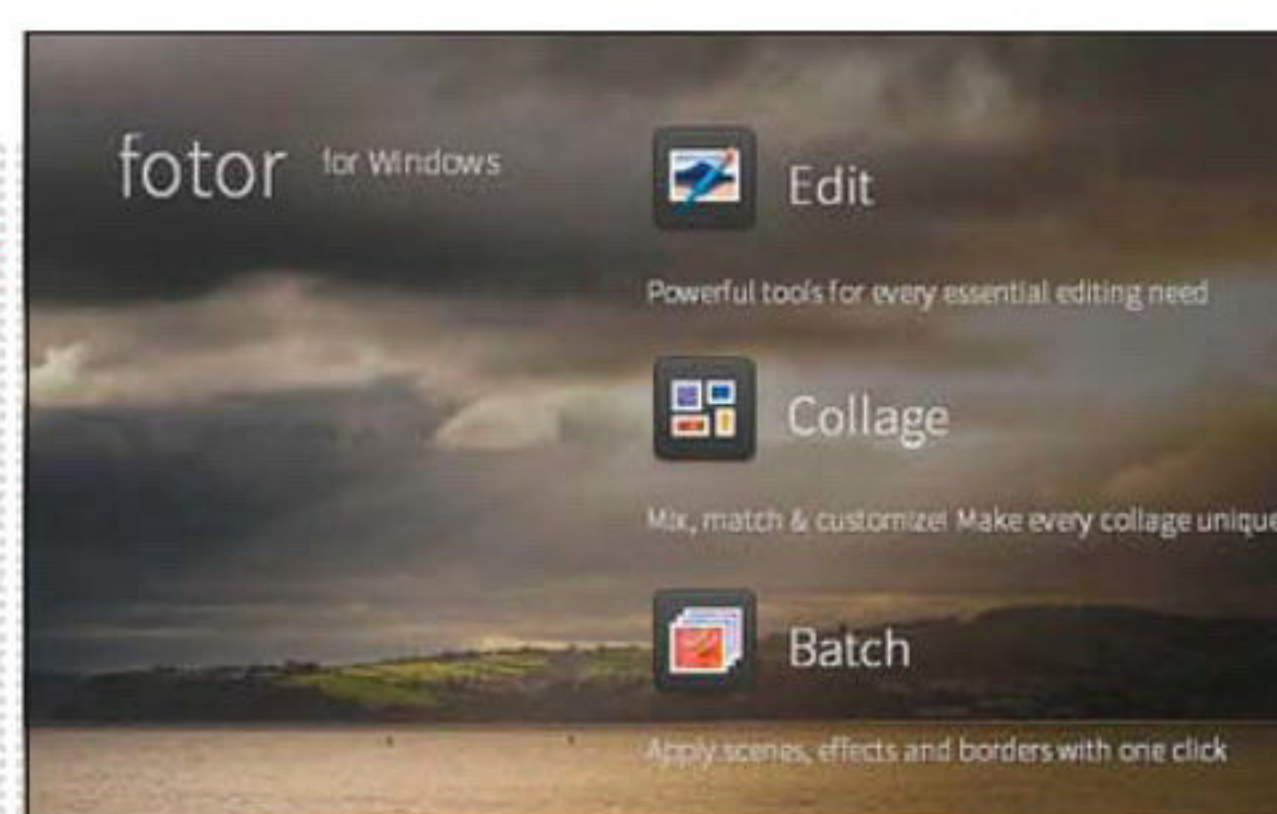 fotor for Windows
Edit
Powerful tools for every essential editing need
Collage
Mix, match & customize! Make every collage unique
Batch
Apply scenes, effects and borders with one click